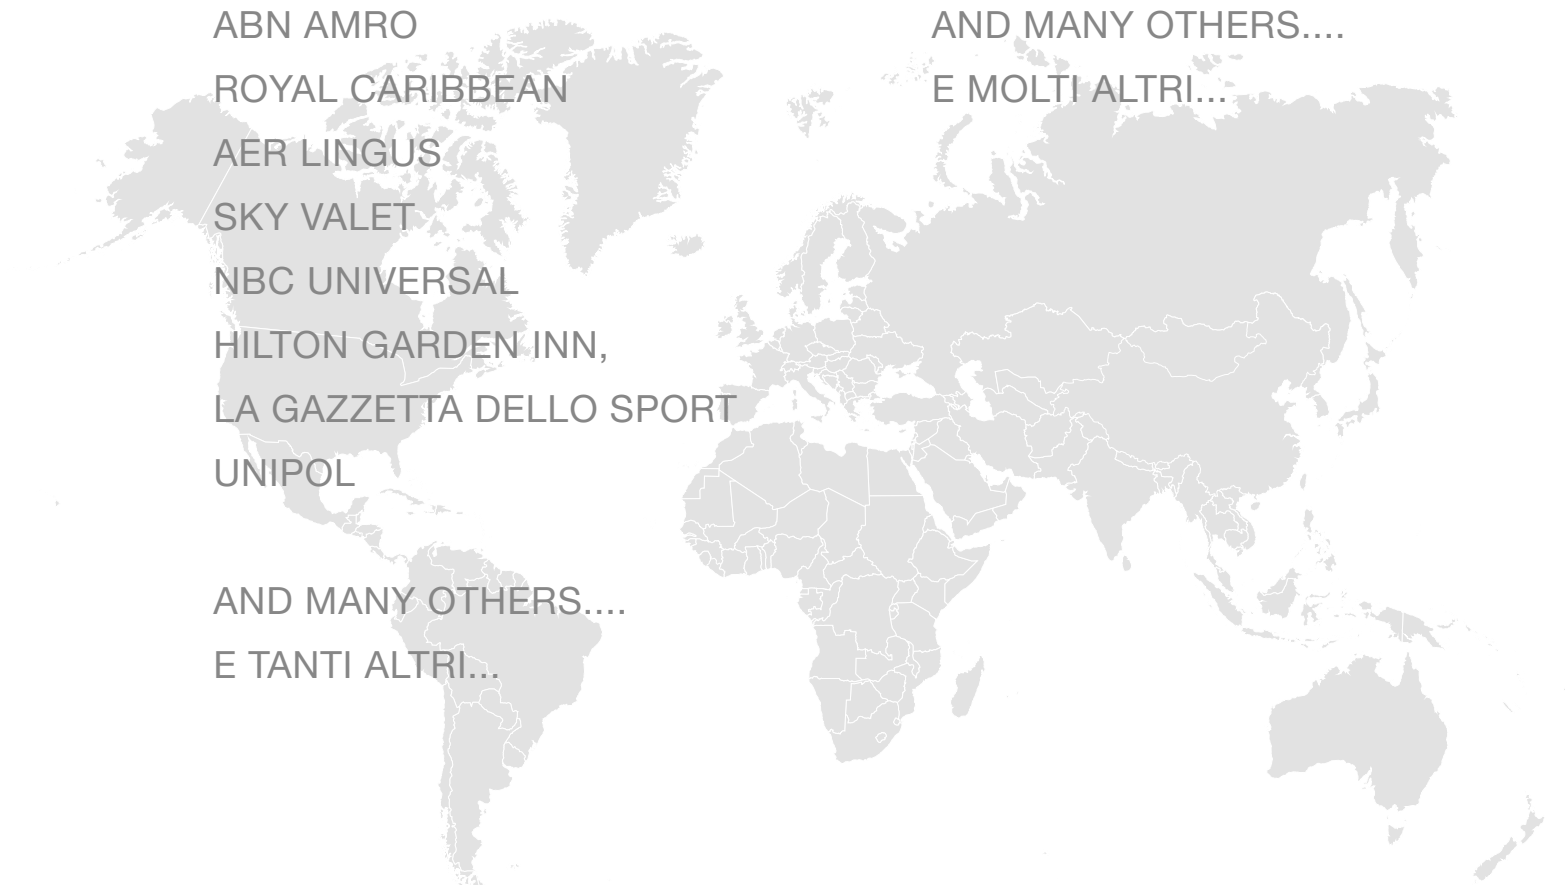 ABN AMRO
ROYAL CARIBBEAN
AER LINGUS
SKY VALET
NBC UNIVERSAL
HILTON GARDEN INN,
LA GAZZETTA DELLO SPORT
UNIPOL
AND MANY OTHERS....
E TANTI ALTRI...
AND MANY OTHERS....
E MOLTI ALTRI...